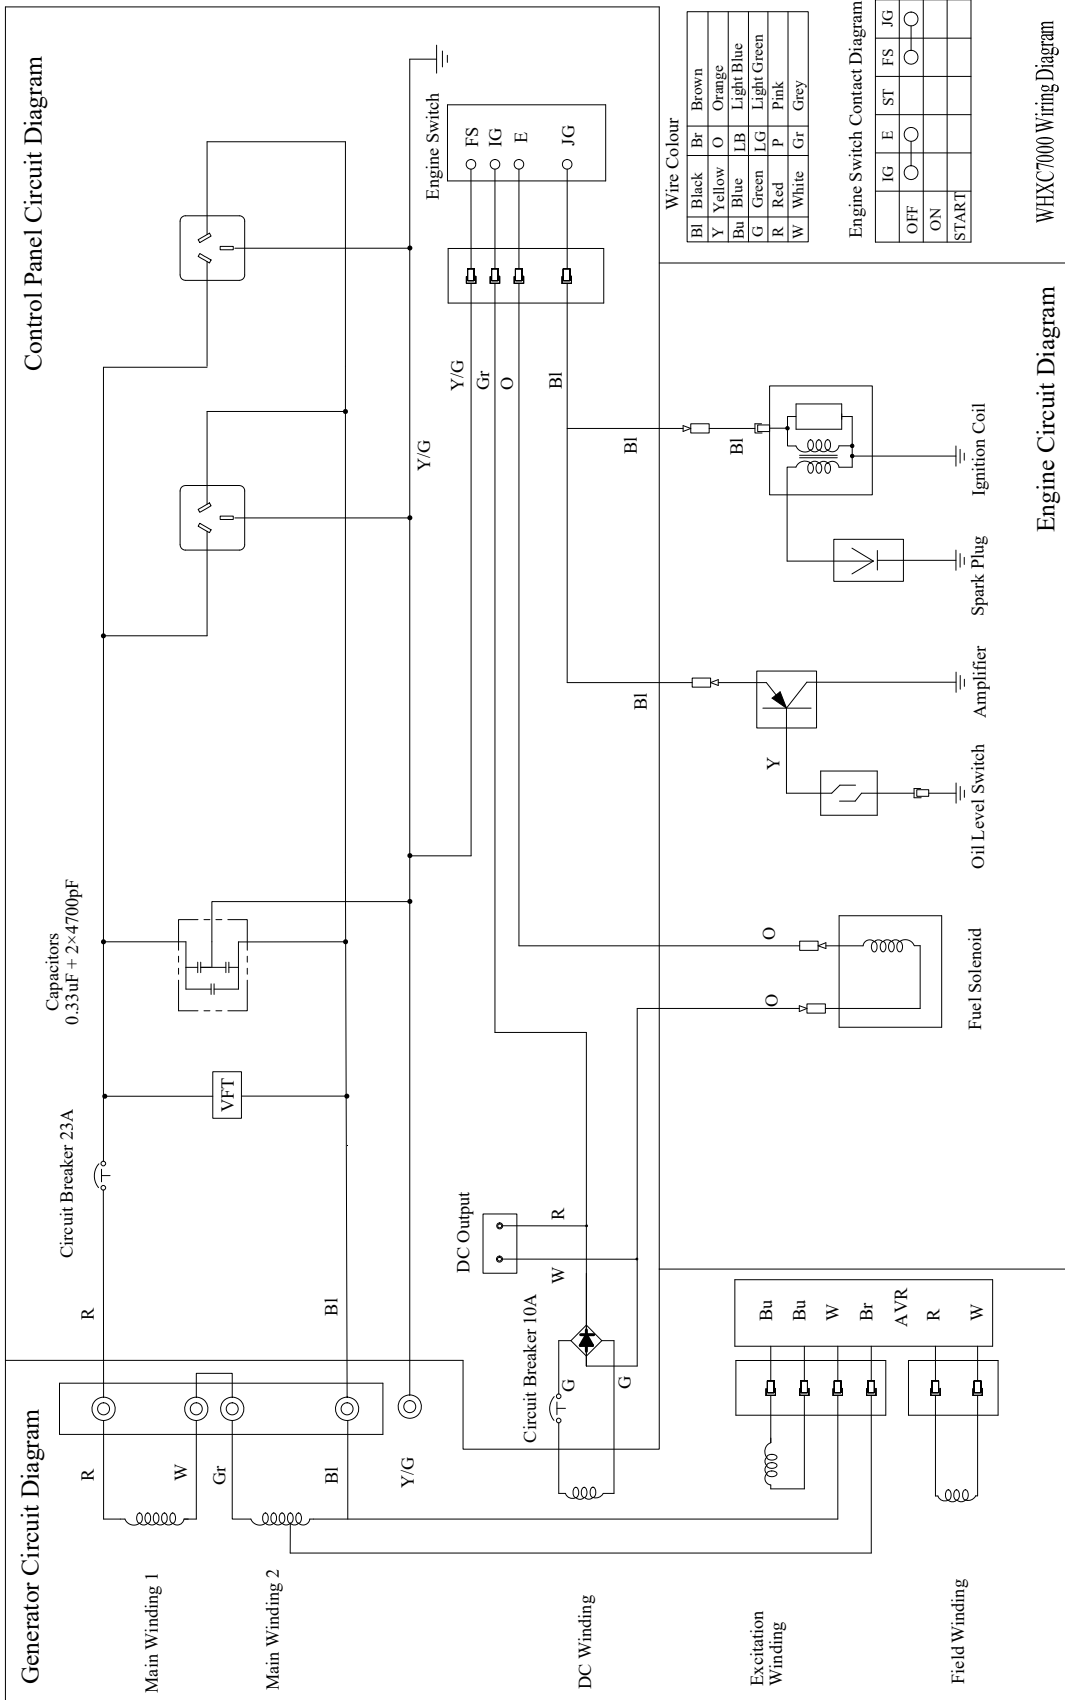 Generator Circuit Diagram
Main Winding 1
Main Winding 2
DC Winding
Excitation
Winding
Field Winding
R
W
Gr
Bl
Y/G
R
Bl
Circuit Breaker 23A
VFT
Capacitors
0.33uF + 2×4700pF
Control Panel Circuit Diagram
Y/G
Circuit Breaker 10A
G
G
DC Output
W
R
Engine Switch
FS
IG
E
JG
Y/G
Gr
O
Bl
Bu
Bu
W
Br
AVR
R
W
Engine Circuit Diagram
O
O
Fuel Solenoid
Bl
Y
Oil Level Switch
Amplifier
Spark Plug
Bl
Bl
Ignition Coil
Wire Colour
Bl Black Br Brown
Y Yellow O Orange
Bu Blue LB Light Blue
G Green LG Light Green
R Red P Pink
W White Gr Grey
Engine Switch Contact Diagram
IG E ST FS JG
OFF
ON
START
WHXC7000 Wiring Diagram